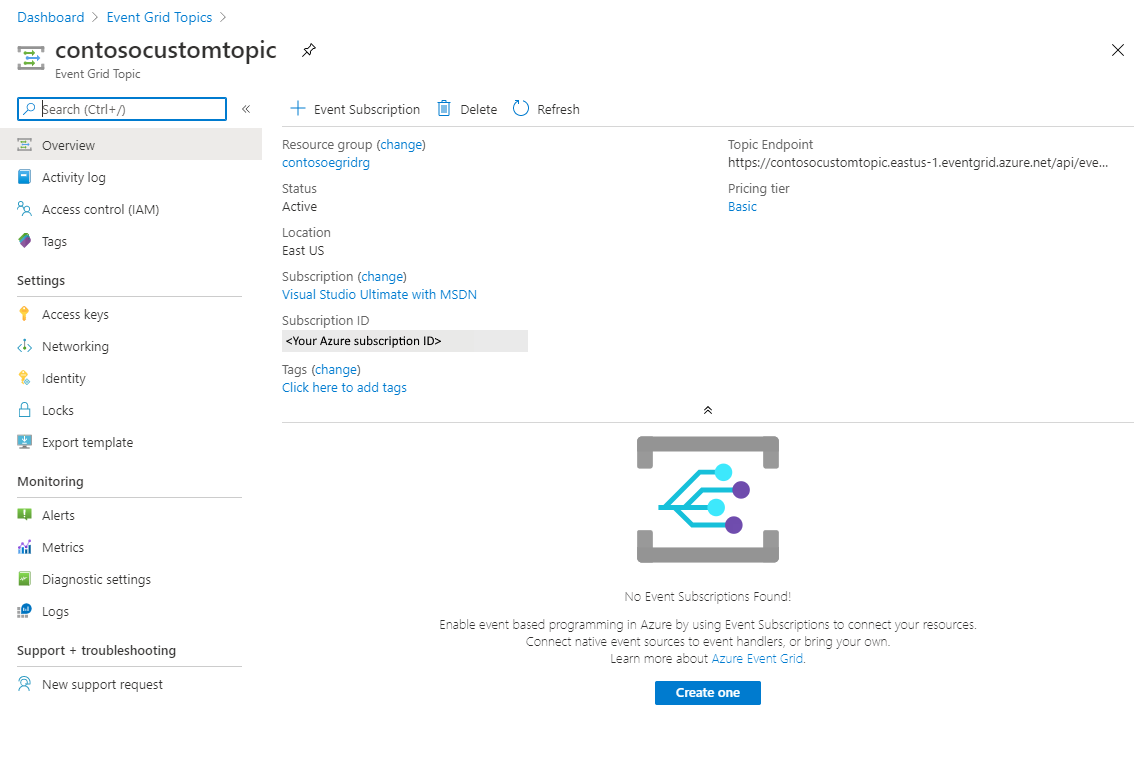 Dashboard > Event Grid Topics >
contosocustomtopic
Event Grid Topic
Search (Ctrl+/)
«
Overview
Activity log
Access control (IAM)
Tags
Settings
Access keys
Networking
Identity
Locks
Export template
Monitoring
Alerts
Metrics
Diagnostic settings
Logs
Support + troubleshooting
New support request
+ Event Subscription Delete Refresh
Resource group (change)
contosoegridrg
Status
Active
Location
East US
Subscription (change)
Visual Studio Ultimate with MSDN
Subscription ID
<Your Azure subscription ID>
Tags (change)
Click here to add tags
Topic Endpoint
https://contosocustomtopic.eastus-1.eventgrid.azure.net/api/eve...
Pricing tier
Basic
No Event Subscriptions Found!
Enable event based programming in Azure by using Event Subscriptions to connect your resources.
Connect native event sources to event handlers, or bring your own.
Learn more about Azure Event Grid.
Create one